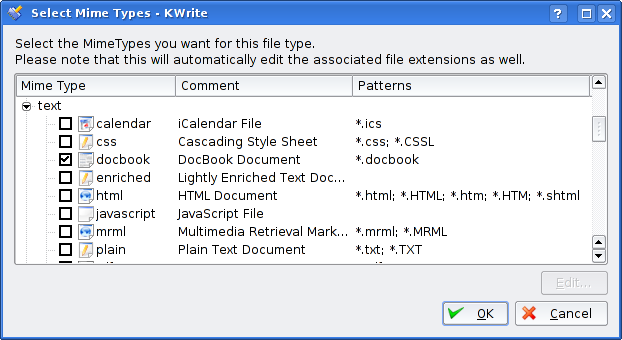 Select Mime Types - KWrite
Select the MimeTypes you want for this file type.
Please note that this will automatically edit the associated file extensions as well.
Mime Type Comment Patterns
text
calendar iCalendar File *.ics
css Cascading Style Sheet *.css; *.CSSL
docbook DocBook Document *.docbook
enriched Lightly Enriched Text Doc...
html HTML Document *.html; *.HTML; *.htm; *.HTM; *.shtml
javascript JavaScript File
mrml Multimedia Retrieval Mark... *.mrml; *.MRML
plain Plain Text Document *.txt; *.TXT
Edit...
OK Cancel